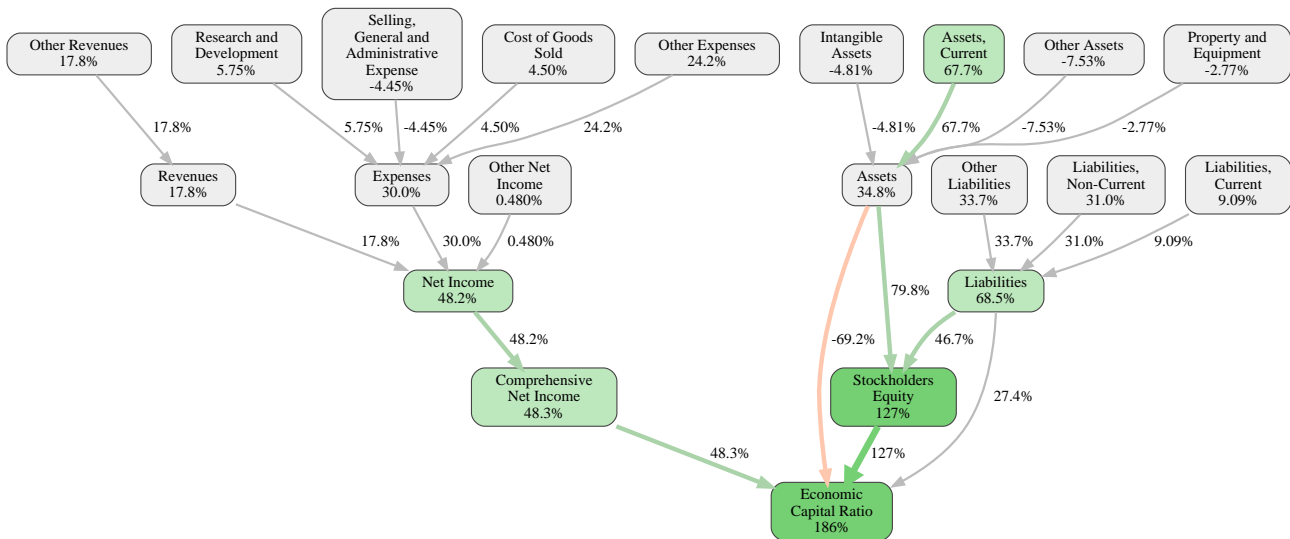 Other Revenues
17.8%
Research and
Development
5.75%
Selling,
General and
Administrative
Expense
-4.45%
Cost of Goods
Sold
4.50%
Other Expenses
24.2%
Intangible
Assets
-4.81%
Assets,
Current
67.7%
Other Assets
-7.53%
Property and
Equipment
-2.77%
17.8%
5.75%
-4.45%
4.50%
24.2%
-4.81%
67.7%
-7.53%
-2.77%
Revenues
17.8%
Expenses
30.0%
Other Net
Income
0.480%
Assets
34.8%
Other
Liabilities
33.7%
Liabilities,
Non-Current
31.0%
Liabilities,
Current
9.09%
17.8%
30.0%
0.480%
33.7%
31.0%
9.09%
Net Income
48.2%
79.8%
Liabilities
68.5%
48.2%
-69.2%
46.7%
Comprehensive
Net Income
48.3%
Stockholders
Equity
127%
27.4%
48.3%
127%
Economic
Capital Ratio
186%